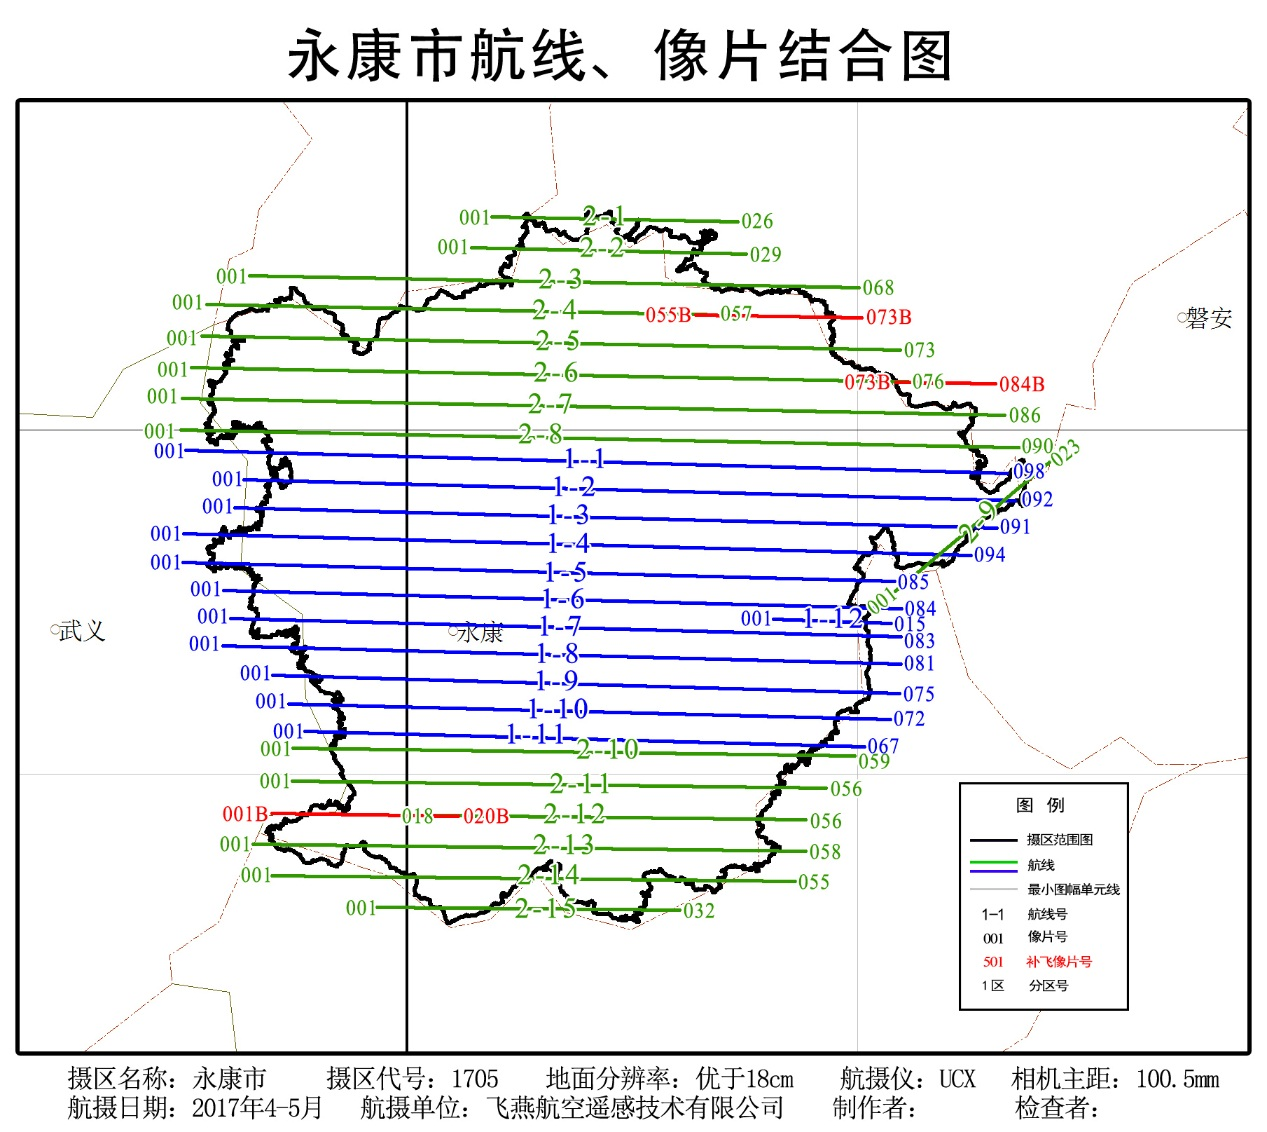 永康市航线、像片结合图
001 2-1 026
001 2-2 029
001 2-3 068
001 2-4 055B 057 073B
磐安
001 2-5 073
001 2-6 073B 076 084B
001 2-7 086
001 2-8 090
001 1-1 098
023
001 1-2 092
001 1-3 2-9 091
001 1-4 094
001 1-5 085
001 1-6 001 084
001 1-12 015
武义 永康
001 1-7 083
001 1-8 081
001 1-9 075
001 1-10 072
001 1-11 067
001 2-10 059
001 2-11 056
001B 018 020B 2-12 056
001 2-13 058
001 2-14 055
001 2-15 032
图 例
摄区范围图
航线
最小图幅单元线
1-1 航线号
001 像片号
501 补飞像片号
1区 分区号
摄区名称：永康市 摄区代号：1705 地面分辨率：优于18cm 航摄仪：UCX 相机主距：100.5mm
航摄日期：2017年4-5月 航摄单位：飞燕航空遥感技术有限公司 制作者： 检查者：